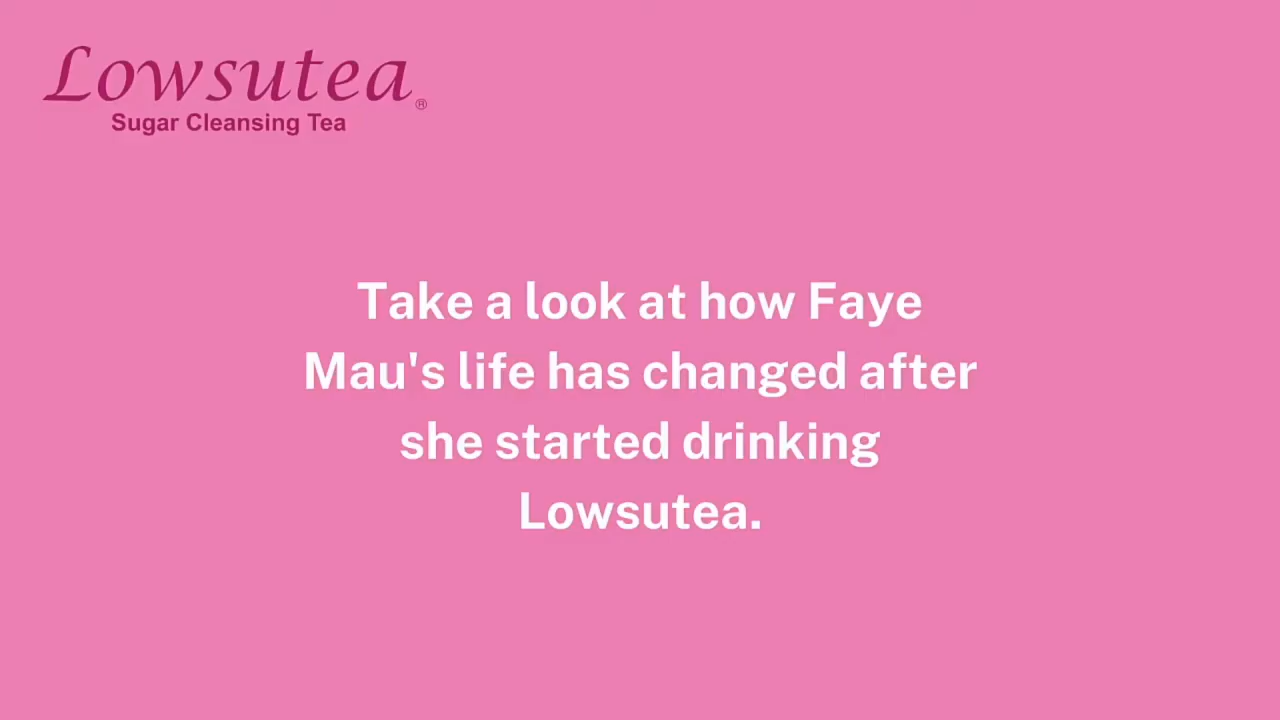 Lowsutea®
Sugar Cleansing Tea
Take a look at how Faye
Mau's life has changed after
she started drinking
Lowsutea.